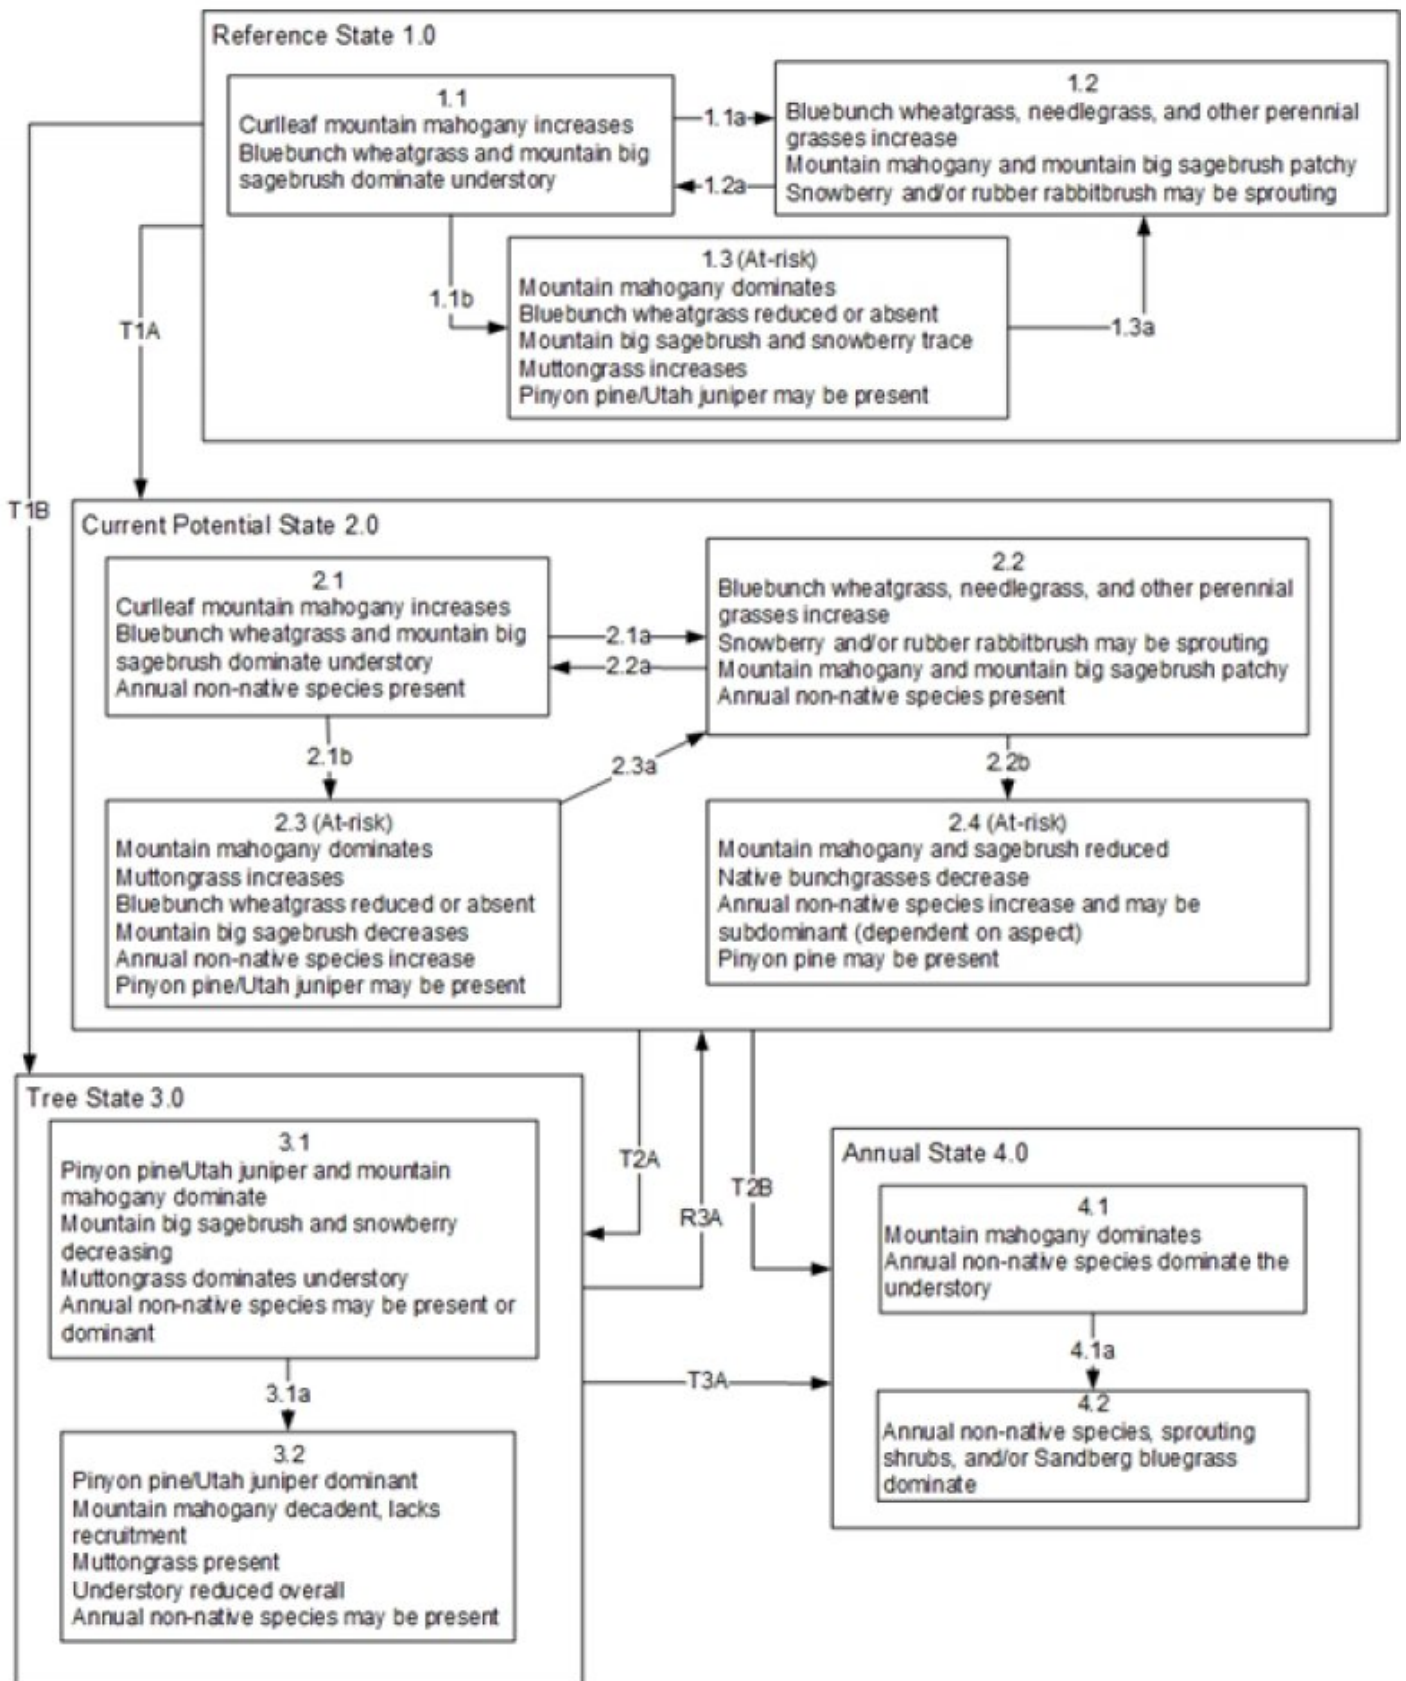 Reference State 1.0
1.1
Curlleaf mountain mahogany increases
Bluebunch wheatgrass and mountain big
sagebrush dominate understory
1.1a
1.2a
1.2
Bluebunch wheatgrass, needlegrass, and other perennial
grasses increase
Mountain mahogany and mountain big sagebrush patchy
Snowberry and/or rubber rabbitbrush may be sprouting
1.1b
1.3 (At-risk)
Mountain mahogany dominates
Bluebunch wheatgrass reduced or absent
Mountain big sagebrush and snowberry trace
Muttongrass increases
Pinyon pine/Utah juniper may be present
1.3a
T1A
T1B
Current Potential State 2.0
2.1
Curlleaf mountain mahogany increases
Bluebunch wheatgrass and mountain big
sagebrush dominate understory
Annual non-native species present
2.1a
2.2a
2.2
Bluebunch wheatgrass, needlegrass, and other perennial
grasses increase
Snowberry and/or rubber rabbitbrush may be sprouting
Mountain mahogany and mountain big sagebrush patchy
Annual non-native species present
2.1b
2.3a
2.2b
2.3 (At-risk)
Mountain mahogany dominates
Muttongrass increases
Bluebunch wheatgrass reduced or absent
Mountain big sagebrush decreases
Annual non-native species increase
Pinyon pine/Utah juniper may be present
2.4 (At-risk)
Mountain mahogany and sagebrush reduced
Native bunchgrasses decrease
Annual non-native species increase and may be
subdominant (dependent on aspect)
Pinyon pine may be present
Tree State 3.0
3.1
Pinyon pine/Utah juniper and mountain
mahogany dominate
Mountain big sagebrush and snowberry
decreasing
Muttongrass dominates understory
Annual non-native species may be present or
dominant
3.1a
3.2
Pinyon pine/Utah juniper dominant
Mountain mahogany decadent, lacks
recruitment
Muttongrass present
Understory reduced overall
Annual non-native species may be present
T2A
R3A
T2B
T3A
Annual State 4.0
4.1
Mountain mahogany dominates
Annual non-native species dominate the
understory
4.1a
4.2
Annual non-native species, sprouting
shrubs, and/or Sandberg bluegrass
dominate